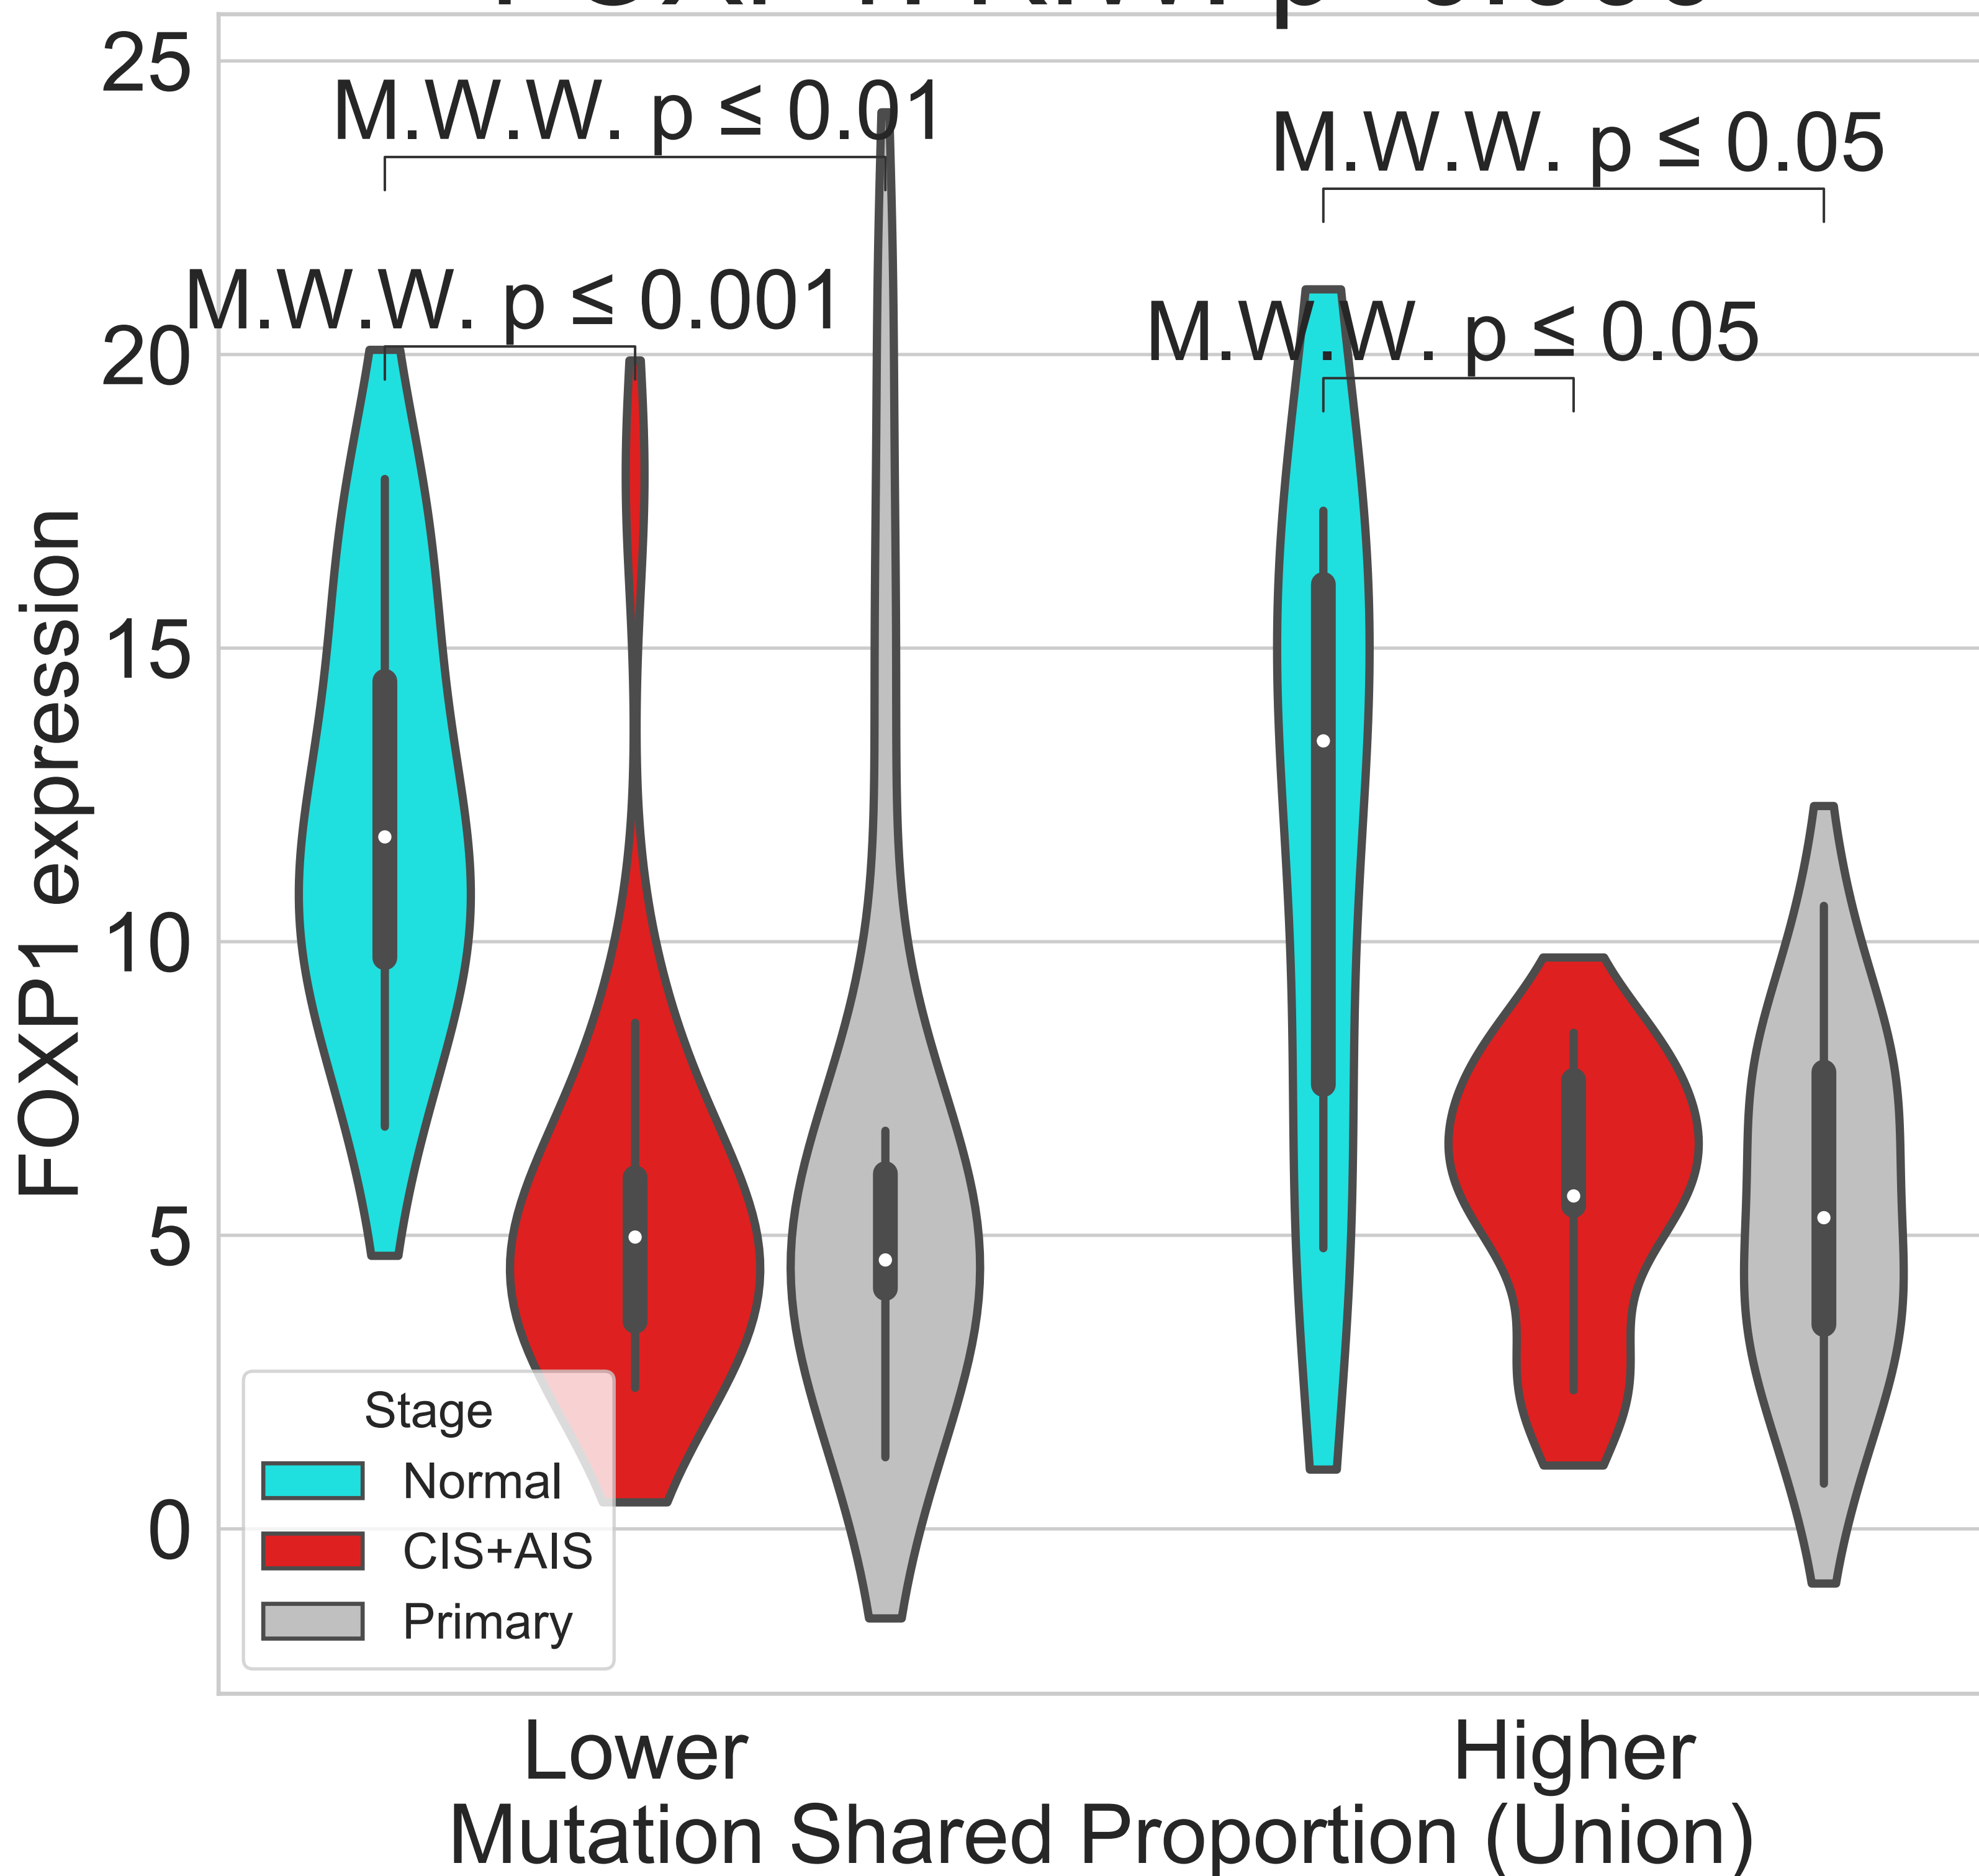 25
M.W.W. p ≤ 0.01
M.W.W. p ≤ 0.05
M.W.W. p ≤ 0.001
M.W.W. p ≤ 0.05
20
15
10
5
0
FOXP1 expression
Stage
Normal
CIS+AIS
Primary
Lower
Higher
Mutation Shared Proportion (Union)